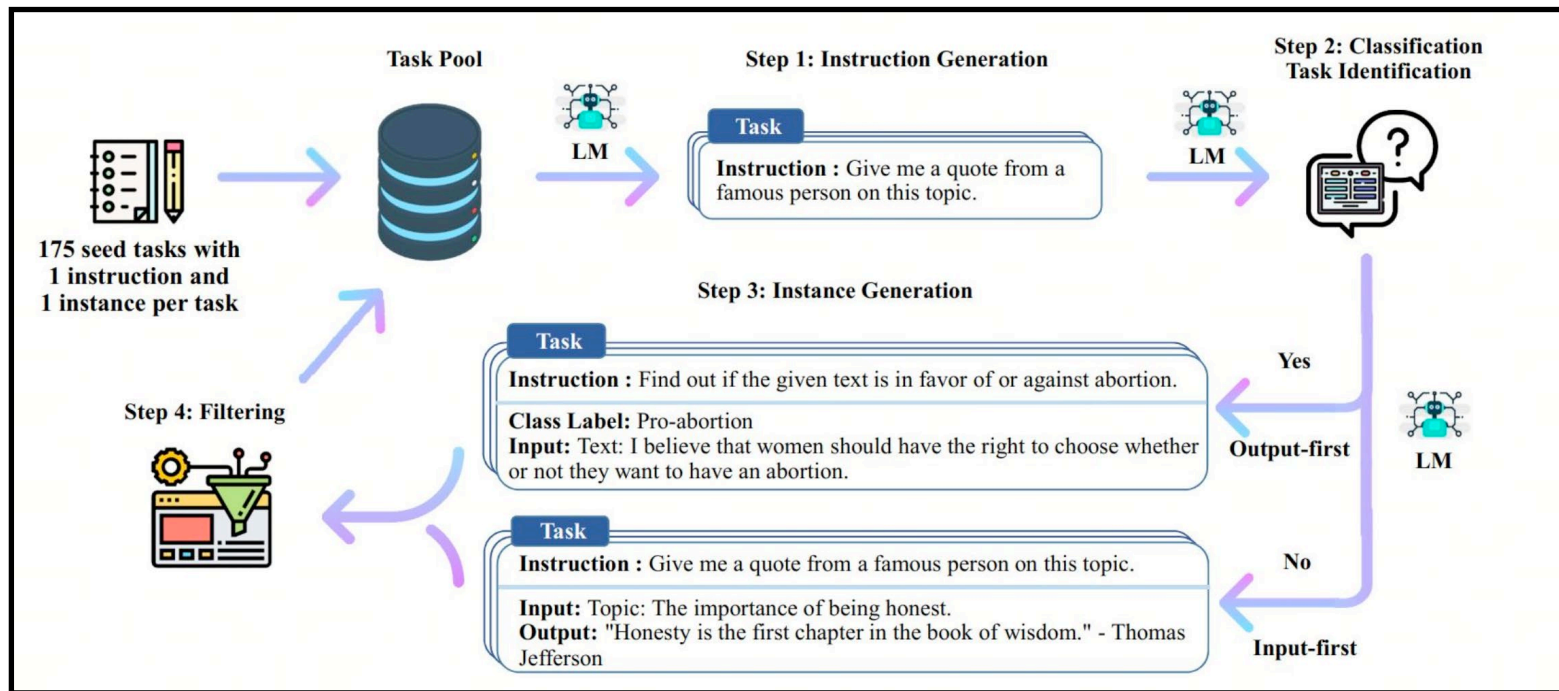 Task Pool
Step 1: Instruction Generation
Step 2: Classification
Task Identification
LM
LM
Task
Instruction : Give me a quote from a
famous person on this topic.
175 seed tasks with
1 instruction and
1 instance per task
Step 3: Instance Generation
Task
Instruction : Find out if the given text is in favor of or against abortion.
Class Label: Pro-abortion
Input: Text: I believe that women should have the right to choose whether
or not they want to have an abortion.
Yes
Output-first
LM
Step 4: Filtering
Task
Instruction : Give me a quote from a famous person on this topic.
Input: Topic: The importance of being honest.
Output: "Honesty is the first chapter in the book of wisdom." - Thomas
Jefferson
No
Input-first